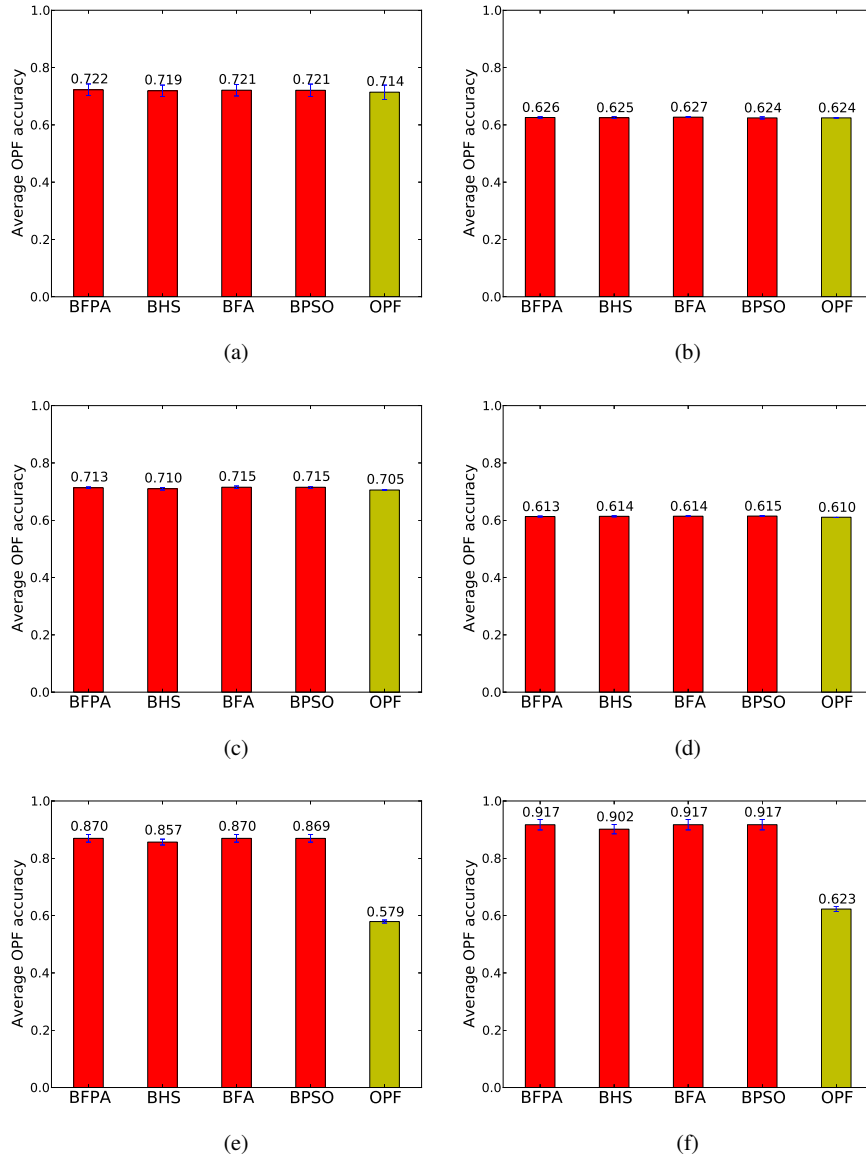 1.0 1.0
0.8 0.8
0.722 0.719 0.721 0.721 0.714
0.626 0.625 0.627 0.624 0.624
0.6 0.6
0.4 0.4
0.2 0.2
0.0 0.0
Average OPF accuracy Average OPF accuracy
BFPA BHS BFA BPSO OPF BFPA BHS BFA BPSO OPF
(a) (b)
1.0 1.0
0.8 0.8
0.713 0.710 0.715 0.715 0.705
0.613 0.614 0.614 0.615 0.610
0.6 0.6
0.4 0.4
0.2 0.2
0.0 0.0
Average OPF accuracy Average OPF accuracy
BFPA BHS BFA BPSO OPF BFPA BHS BFA BPSO OPF
(c) (d)
1.0 1.0
0.917 0.902 0.917 0.917
0.870 0.857 0.870 0.869
0.8 0.8
0.579 0.623
0.6 0.6
0.4 0.4
0.2 0.2
0.0 0.0
Average OPF accuracy Average OPF accuracy
BFPA BHS BFA BPSO OPF BFPA BHS BFA BPSO OPF
(e) (f)